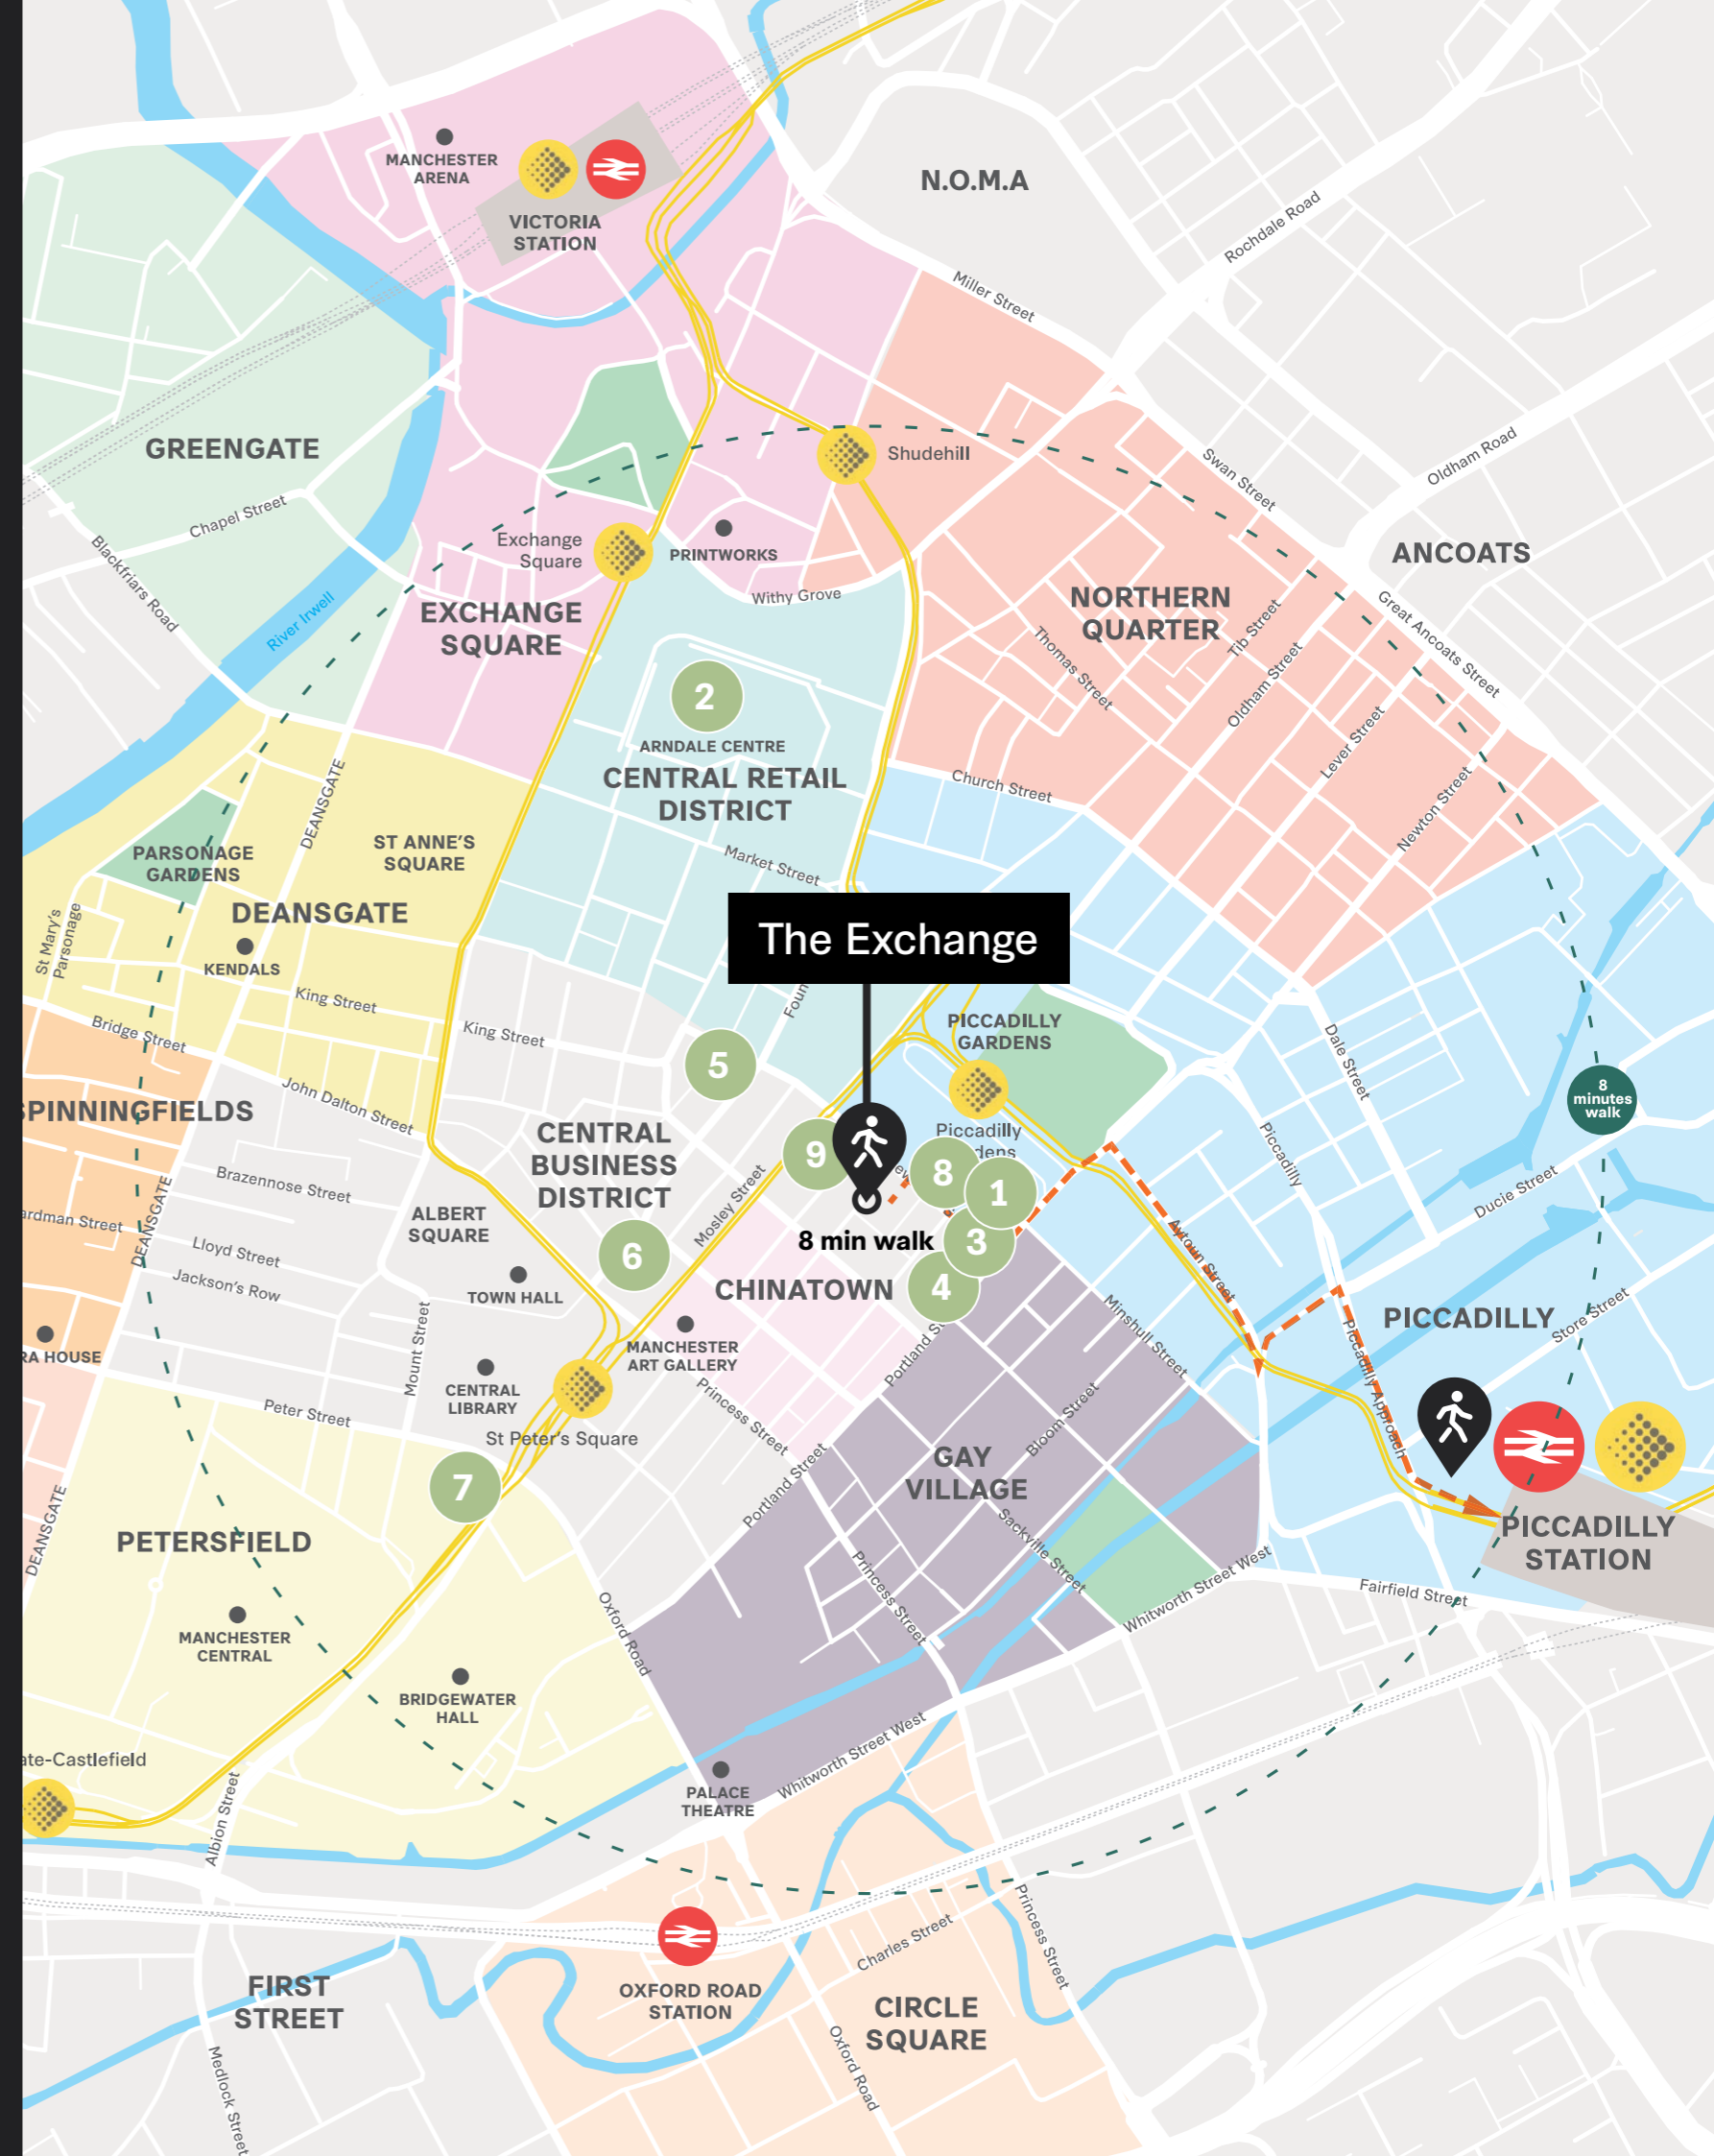 MANCHESTER
ARENA
VICTORIA
STATION
N.O.M.A
Rochdale Road
Miller Street
GREENGATE
Chapel Street
Blackfriars Road
River Irwell
Shudehill
Exchange
Square
PRINTWORKS
Withy Grove
EXCHANGE
SQUARE
Swan Street
Oldham Road
ANCOATS
Great Ancoats Street
NORTHERN
QUARTER
Thomas Street
Tib Street
Oldham Street
Lever Street
Newton Street
Church Street
2
ARNDALE CENTRE
CENTRAL RETAIL
DISTRICT
Market Street
DEANSGATE
ST ANNE'S
SQUARE
PARSONAGE
GARDENS
DEANSGATE
St Mary's
Parsonage
KENDALS
King Street
King Street
Bridge Street
John Dalton Street
The Exchange
Foun
PICCADILLY
GARDENS
5
Dale Street
8
minutes
walk
SPINNINGFIELDS
CENTRAL
BUSINESS
DISTRICT
Piccadilly
dens
9
8
1
3
4
8 min walk
Piccadilly
Ducie Street
Brazennose Street
ardman Street
DEANSGATE
Lloyd Street
Jackson's Row
ALBERT
SQUARE
6
Mosley Street
TOWN HALL
CHINATOWN
Aytoun Street
Minshull Street
PICCADILLY
Store Street
Piccadilly Approach
RA HOUSE
Mount Street
CENTRAL
LIBRARY
MANCHESTER
ART GALLERY
Portland S
Princess Street
Peter Street
St Peter's Square
7
Portland Street
GAY
VILLAGE
Bloom Street
Sackville Street
PICCADILLY
STATION
Fairfield Street
Whitworth Street West
Princess Street
DEANSGATE
PETERSFIELD
MANCHESTER
CENTRAL
Oxford Road
BRIDGEWATER
HALL
ate-Castlefield
Albion Street
PALACE
THEATRE
Whitworth Street West
Charles Street
Princess Street
FIRST
STREET
OXFORD ROAD
STATION
CIRCLE
SQUARE
Oxford Road
Medlock Street